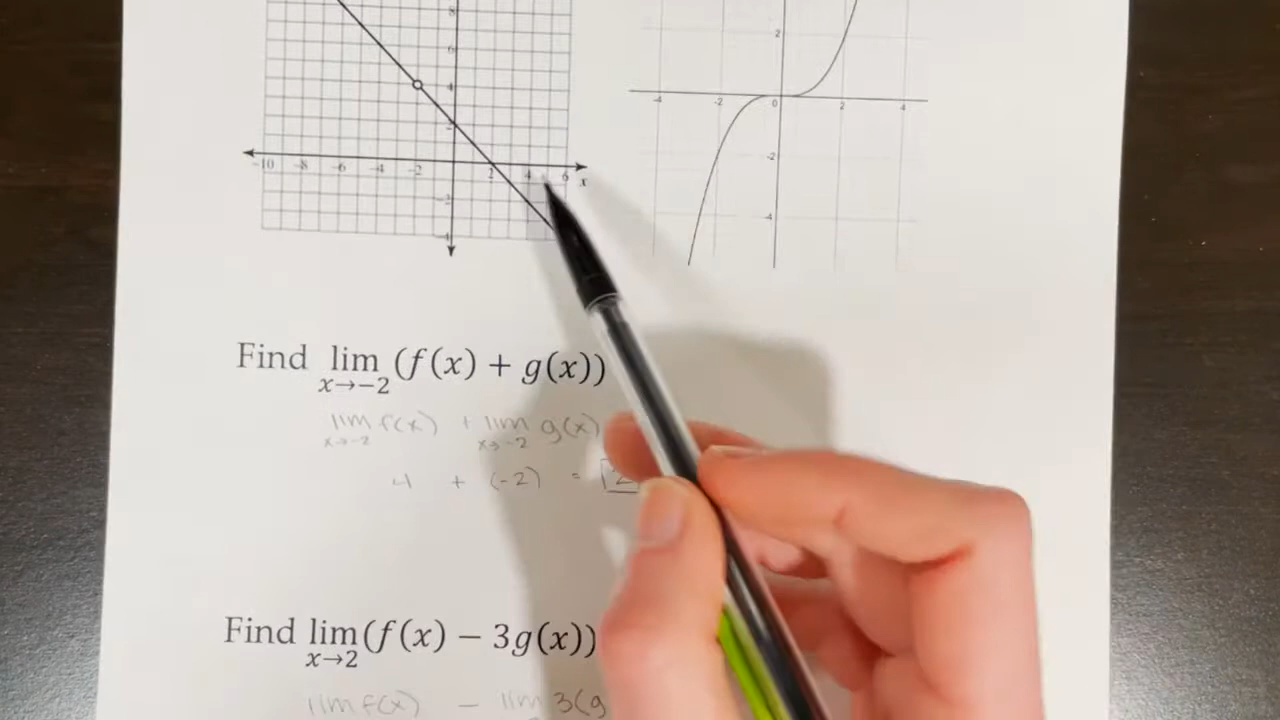 8
6
4
2
-10 -8 -6 -4 -2 2 4 6 x
-2
-4
2
-4 -2 0 2 4
-2
-4
Find lim (f(x) + g(x))
x→-2
lim f(x) + lim g(x)
x→-2 x→-2
4 + (-2) = 2
Find lim (f(x) − 3g(x))
x→2
lim f(x) − lim 3(g